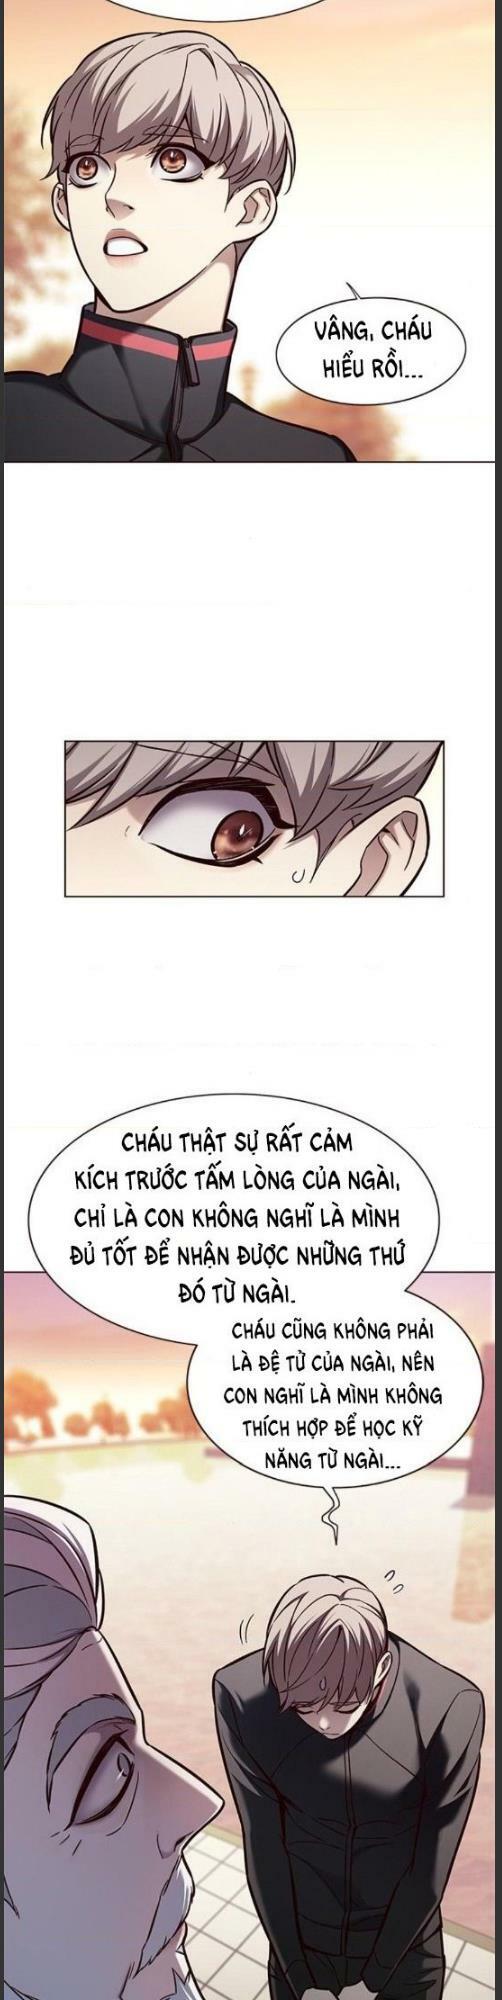 VÂNG, CHÁU
HIỂU RỒI...
CHÁU THẬT SỰ RẤT CẢM
KÍCH TRƯỚC TẤM LÒNG CỦA NGÀI,
CHỈ LÀ CON KHÔNG NGHĨ LÀ MÌNH
ĐỦ TỐT ĐỂ NHẬN ĐƯỢC NHỮNG THỨ
ĐÓ TỪ NGÀI.
CHÁU CŨNG KHÔNG PHẢI
LÀ ĐỆ TỬ CỦA NGÀI, NÊN
CON NGHĨ LÀ MÌNH KHÔNG
THÍCH HỢP ĐỂ HỌC KỸ
NĂNG TỪ NGÀI...